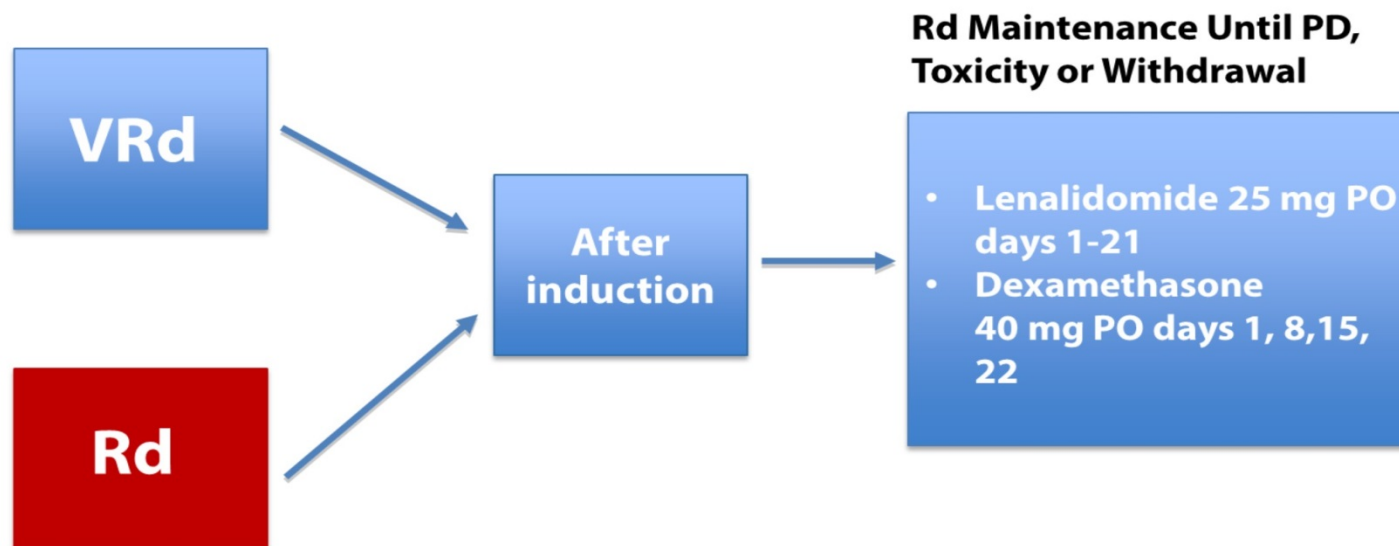 VRd
Rd
After
induction
Rd Maintenance Until PD,
Toxicity or Withdrawal
• Lenalidomide 25 mg PO
days 1-21
• Dexamethasone
40 mg PO days 1, 8,15,
22